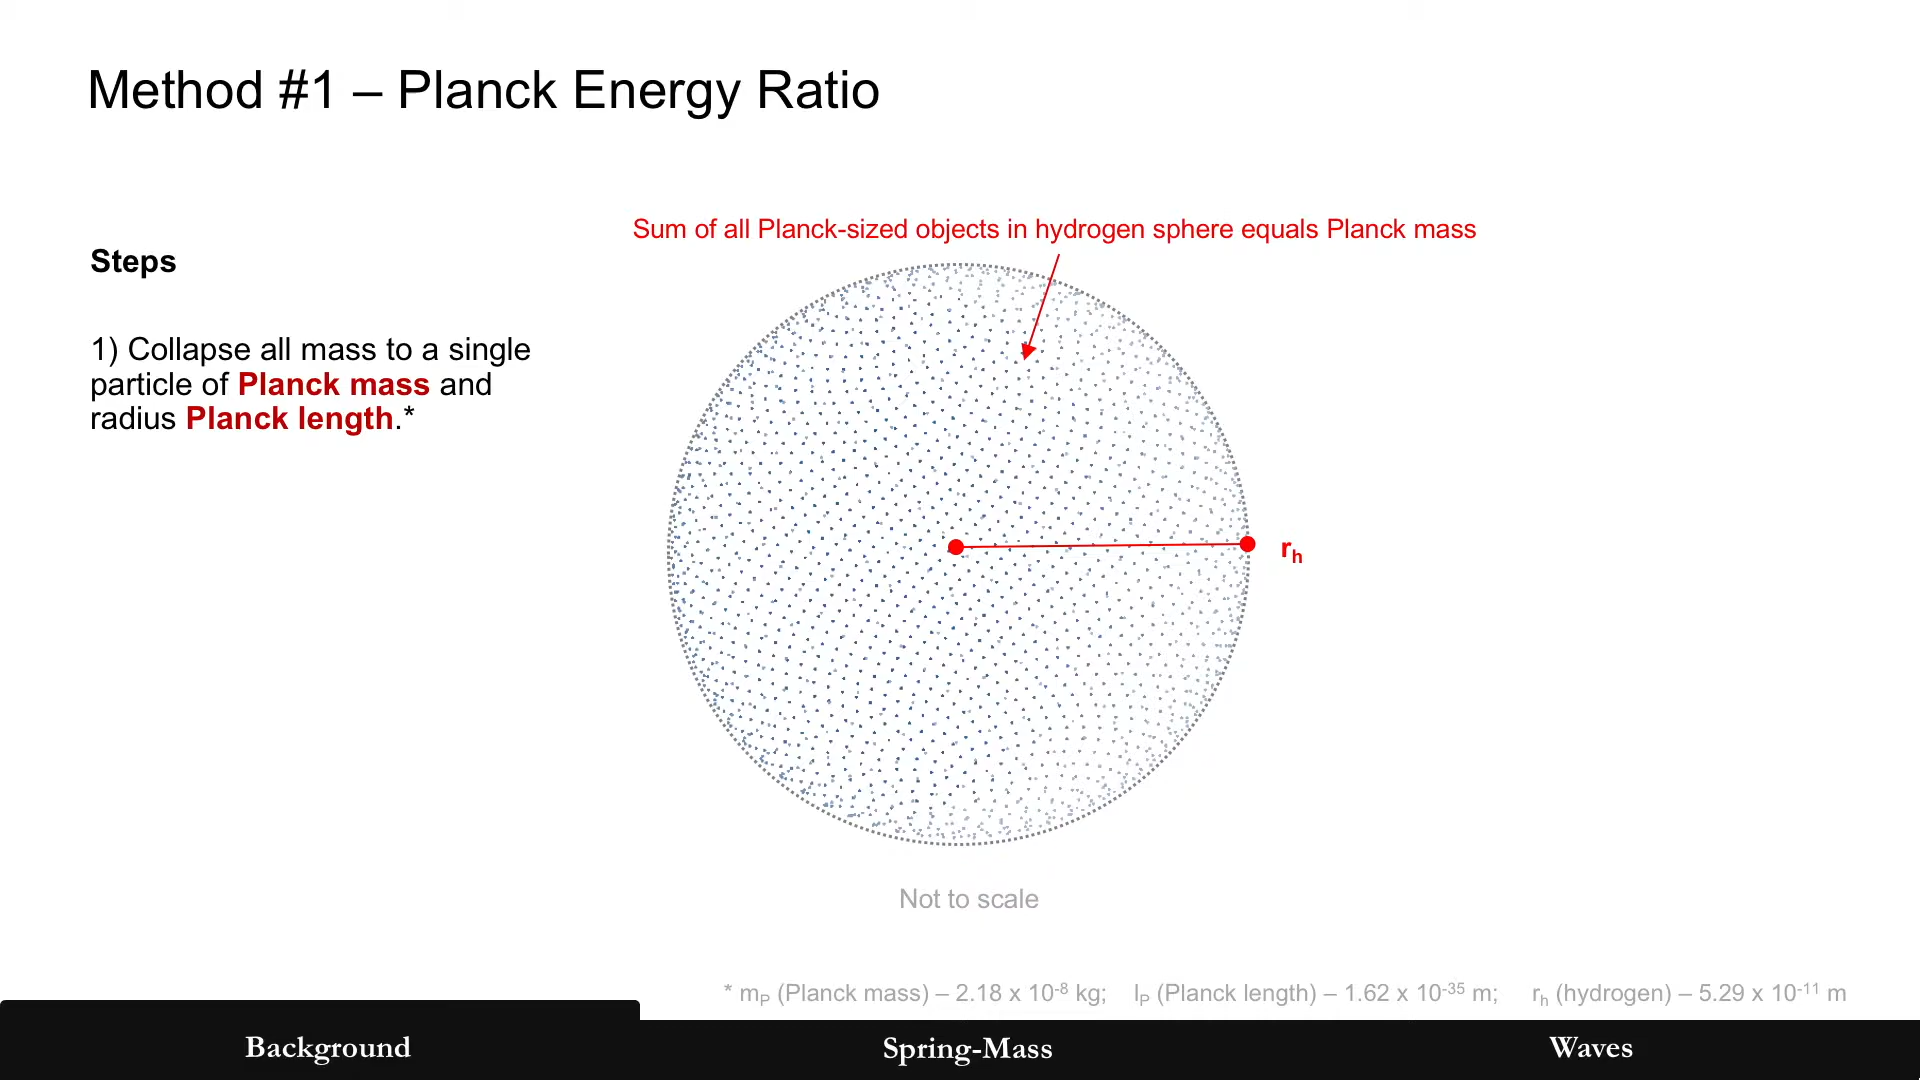 Method #1 – Planck Energy Ratio
Sum of all Planck-sized objects in hydrogen sphere equals Planck mass
Steps
1) Collapse all mass to a single
particle of Planck mass and
radius Planck length.*
r_h
Not to scale
* m_P (Planck mass) – 2.18 x 10^-8 kg; l_P (Planck length) – 1.62 x 10^-35 m; r_h (hydrogen) – 5.29 x 10^-11 m
Background Spring-Mass Waves